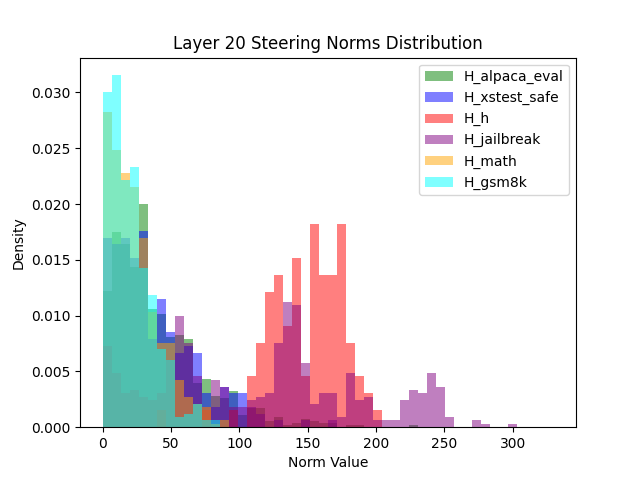 Layer 20 Steering Norms Distribution
H_alpaca_eval
H_xstest_safe
H_h
H_jailbreak
H_math
H_gsm8k
Density
0.030
0.025
0.020
0.015
0.010
0.005
0.000
0
50
100
150
200
250
300
Norm Value